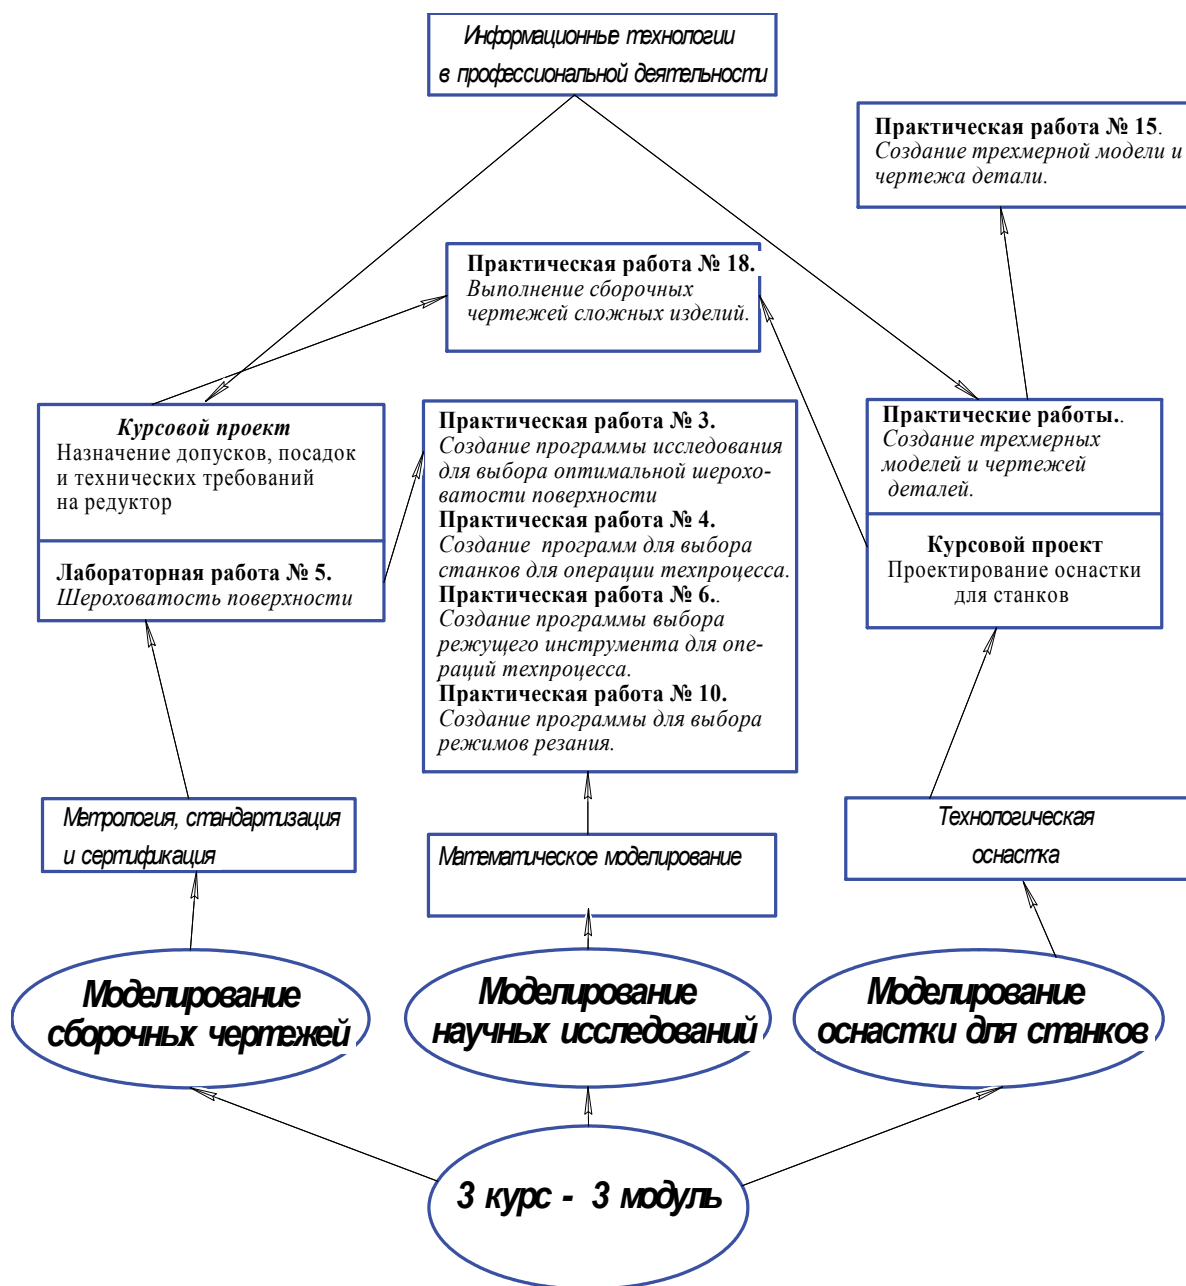 Информационные технологии
в профессиональной деятельности
Практическая работа № 15.
Создание трехмерной модели и
чертежа детали.
Практическая работа № 18.
Выполнение сборочных
чертежей сложных изделий.
Курсовой проект
Назначение допусков, посадок
и технических требований
на редуктор
Лабораторная работа № 5.
Шероховатость поверхности
Практическая работа № 3.
Создание программы исследования
для выбора оптимальной шерохо-
ватости поверхности
Практическая работа № 4.
Создание программ для выбора
станков для операции техпроцесса.
Практическая работа № 6..
Создание программы выбора
режущего инструмента для опе-
раций техпроцесса.
Практическая работа № 10.
Создание программы для выбора
режимов резания.
Практические работы..
Создание трехмерных
моделей и чертежей
деталей.
Курсовой проект
Проектирование оснастки
для станков
Метрология, стандартизация
и сертификация
Математическое моделирование
Технологическая
оснастка
Моделирование
сборочных чертежей
Моделирование
научных исследований
Моделирование
оснастки для станков
3 курс - 3 модуль